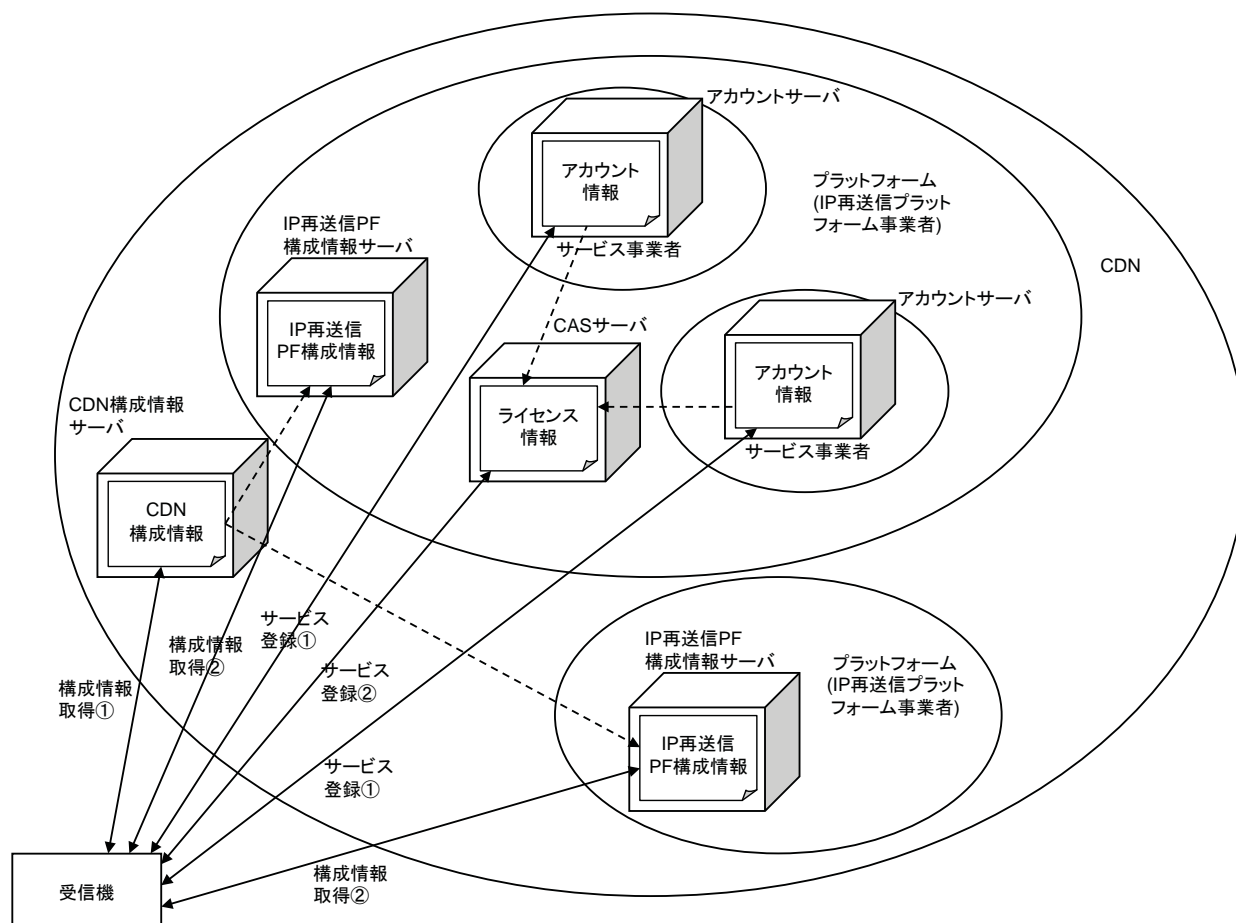 アカウントサーバ
アカウント
情報
サービス事業者
プラットフォーム
(IP再送信プラット
フォーム事業者)
CDN
IP再送信PF
構成情報サーバ
IP再送信
PF構成情報
アカウントサーバ
アカウント
情報
サービス事業者
CASサーバ
ライセンス
情報
CDN構成情報
サーバ
CDN
構成情報
サービス
登録①
構成情報
取得②
構成情報
取得①
サービス
登録②
サービス
登録①
IP再送信PF
構成情報サーバ
IP再送信
PF構成情報
プラットフォーム
(IP再送信プラット
フォーム事業者)
構成情報
取得②
受信機